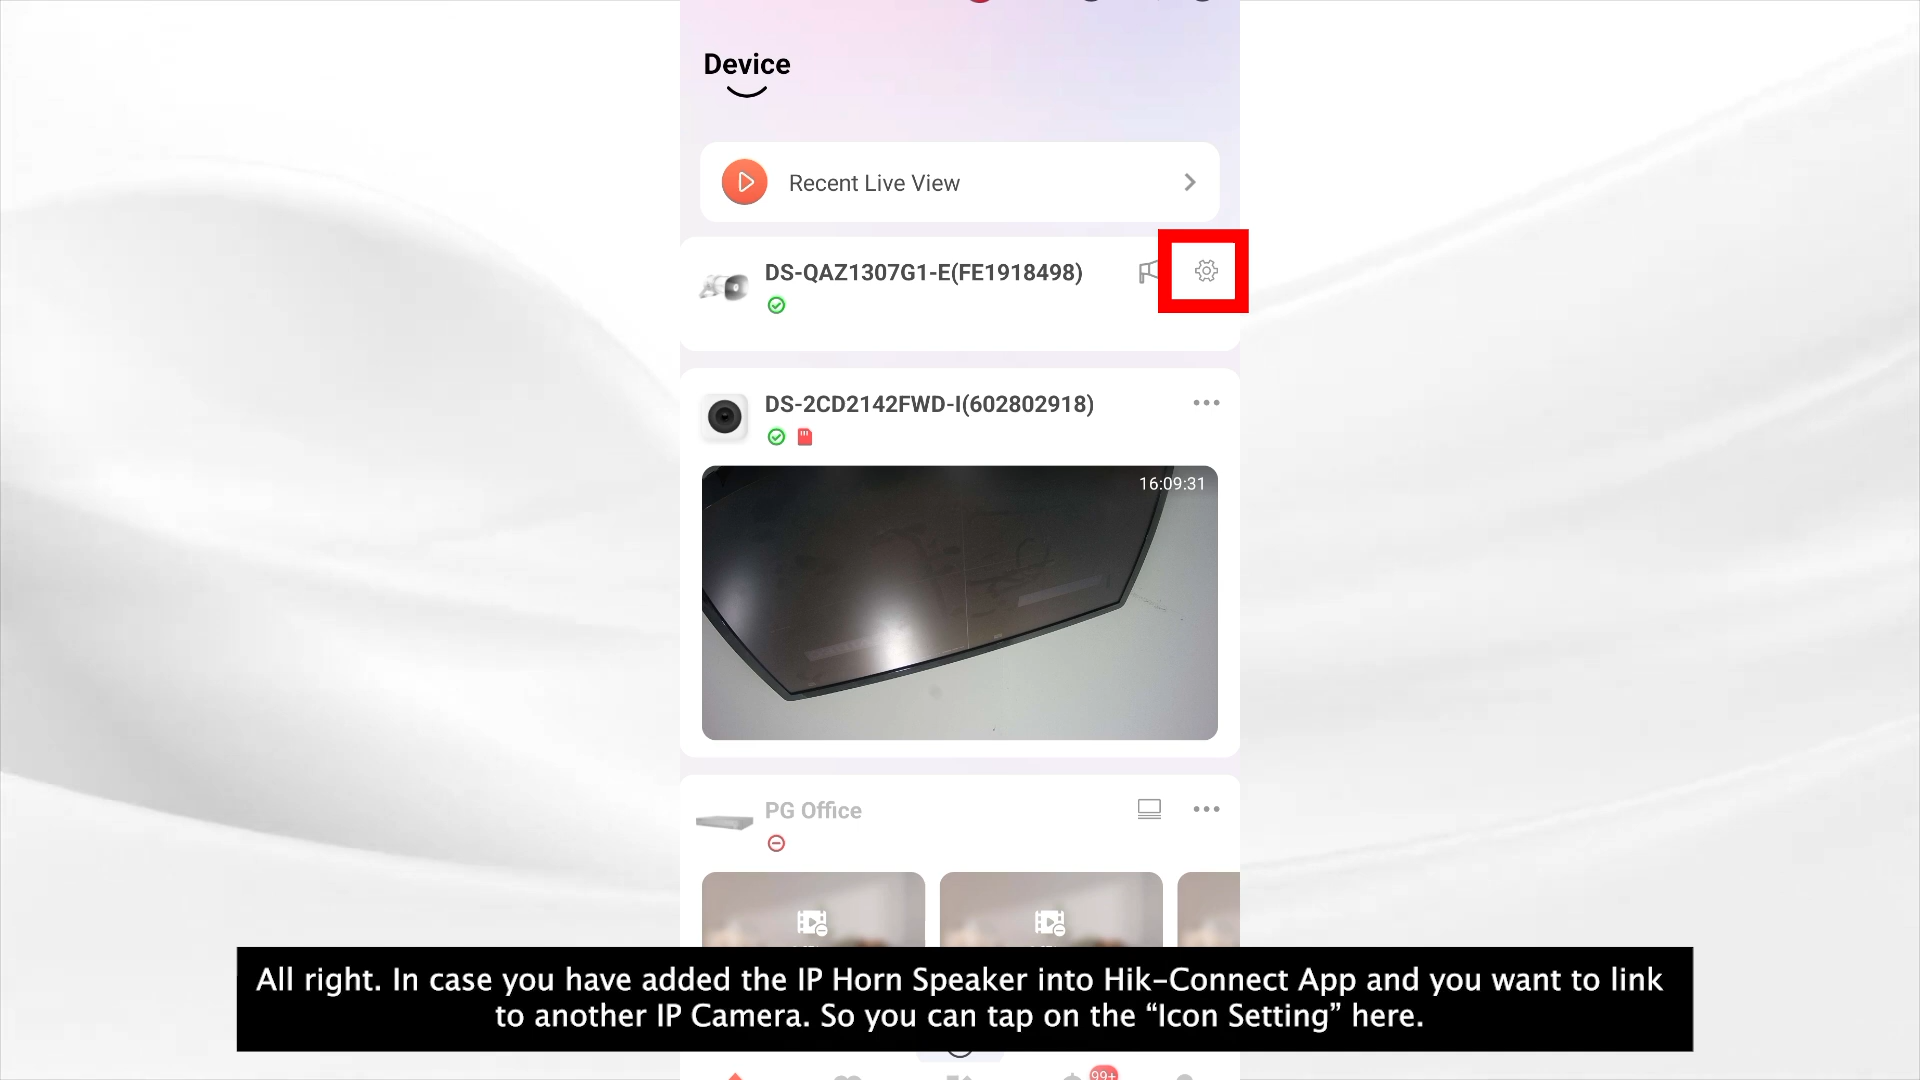 Device
Recent Live View
DS-QAZ1307G1-E(FE1918498)
DS-2CD2142FWD-I(602802918)
16:09:31
PG Office
All right. In case you have added the IP Horn Speaker into Hik-Connect App and you want to link
to another IP Camera. So you can tap on the “Icon Setting” here.
99+